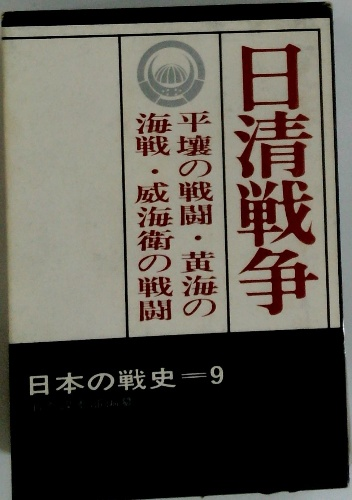 日清戦争
平壤の戦闘・黄海の
海戦・威海衛の戦闘
日本の戦史＝9